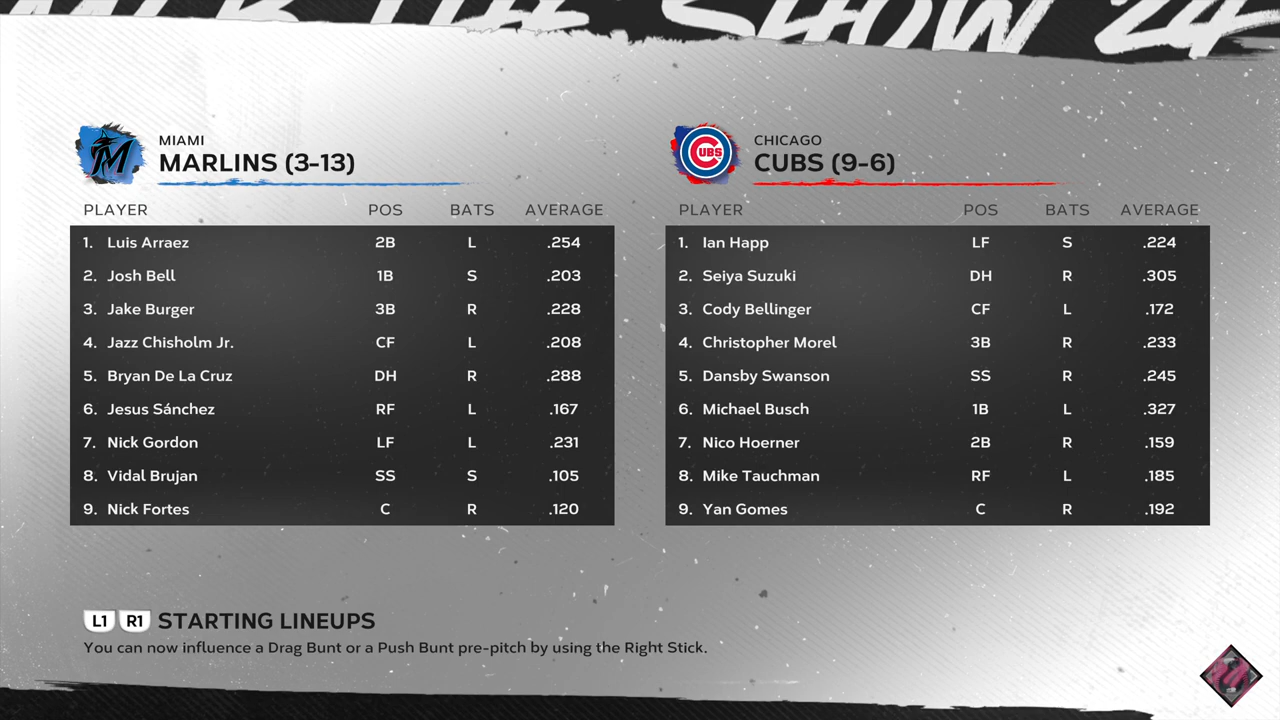 MLB THE SHOW 24
MIAMI
MARLINS (3-13)
PLAYER POS BATS AVERAGE
1. Luis Arraez 2B L .254
2. Josh Bell 1B S .203
3. Jake Burger 3B R .228
4. Jazz Chisholm Jr. CF L .208
5. Bryan De La Cruz DH R .288
6. Jesus Sánchez RF L .167
7. Nick Gordon LF L .231
8. Vidal Brujan SS S .105
9. Nick Fortes C R .120
CUBS
CHICAGO
CUBS (9-6)
PLAYER POS BATS AVERAGE
1. Ian Happ LF S .224
2. Seiya Suzuki DH R .305
3. Cody Bellinger CF L .172
4. Christopher Morel 3B R .233
5. Dansby Swanson SS R .245
6. Michael Busch 1B L .327
7. Nico Hoerner 2B R .159
8. Mike Tauchman RF L .185
9. Yan Gomes C R .192
L1 R1 STARTING LINEUPS
You can now influence a Drag Bunt or a Push Bunt pre-pitch by using the Right Stick.